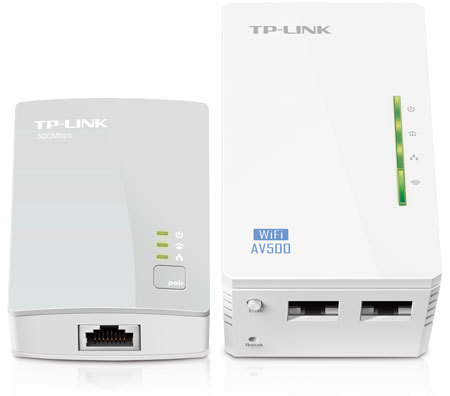 TP-LINK
500Mbps
pair
TP-LINK
WiFi
AV500
Reset